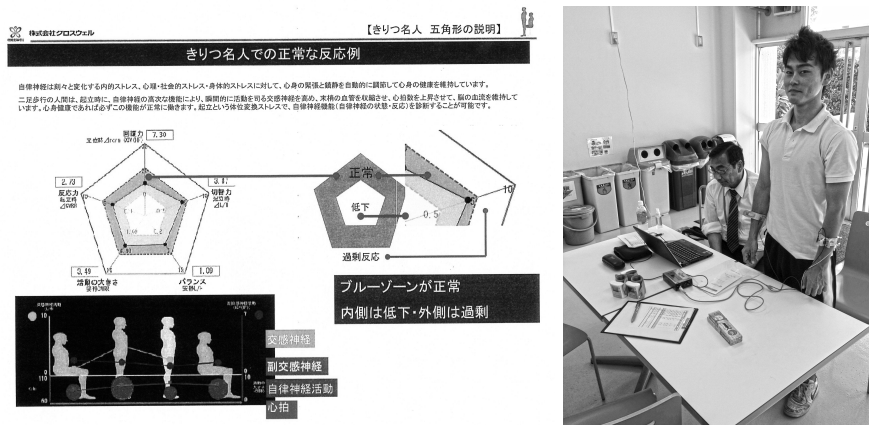 株式会社クロスウェル
【きりつ名人 五角形の説明】
きりつ名人での正常な反応例
自律神経は刻々と変化する内的ストレス、心理・社会的ストレス・身体的ストレスに対して、心身の緊張と鎮静を自動的に調節して心身の健康を維持しています。
二足歩行の人間は、起立時に、自律神経の高次な機能により、瞬間的に活動を司る交感神経を高め、末梢の血管を収縮させ、心拍数を上昇させて、脳の血流を維持して
います。心身健康であれば必ずこの機能が正常に働きます。起立という体位変換ストレスで、自律神経機能(自律神経の状態・反応)を診断することが可能です。
回復力
7.30
2.73
反応力
起立時
切替力
起立時
3.49
活動の大きさ
1.09
バランス
正常
低下
0.5
10
過剰反応
ブルーゾーンが正常
内側は低下・外側は過剰
交感神経
副交感神経
自律神経活動
心拍